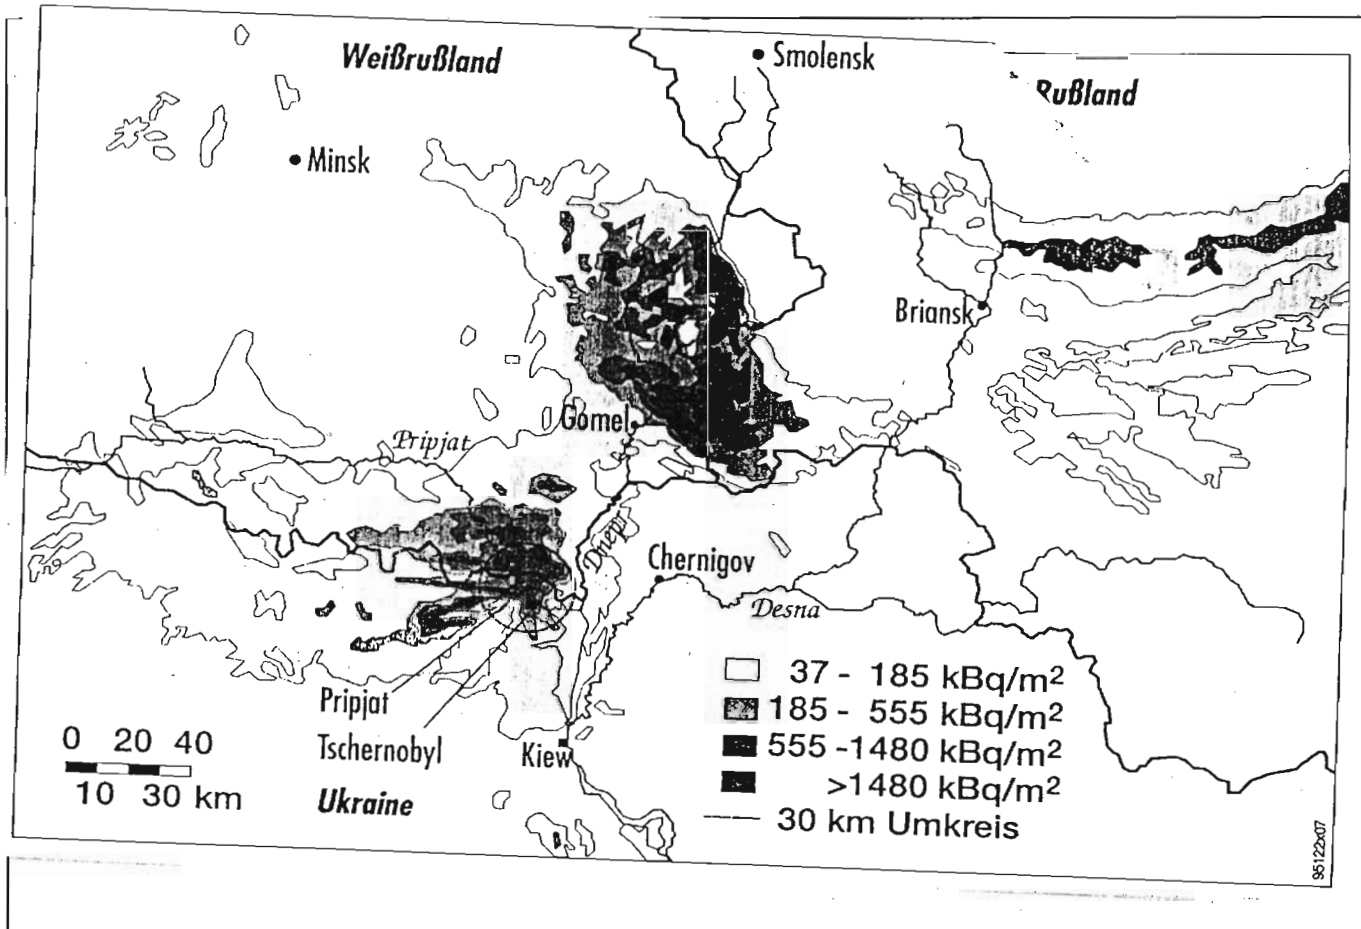 Weißrußland
Smolensk
Rußland
Minsk
Briansk
Gomel
Pripjat
Dnepr
Chernigov
Desna
Pripjat
Tschernobyl
Kiew
Ukraine
0 20 40
10 30 km
37 - 185 kBq/m²
185 - 555 kBq/m²
555 -1480 kBq/m²
>1480 kBq/m²
30 km Umkreis
95122x07